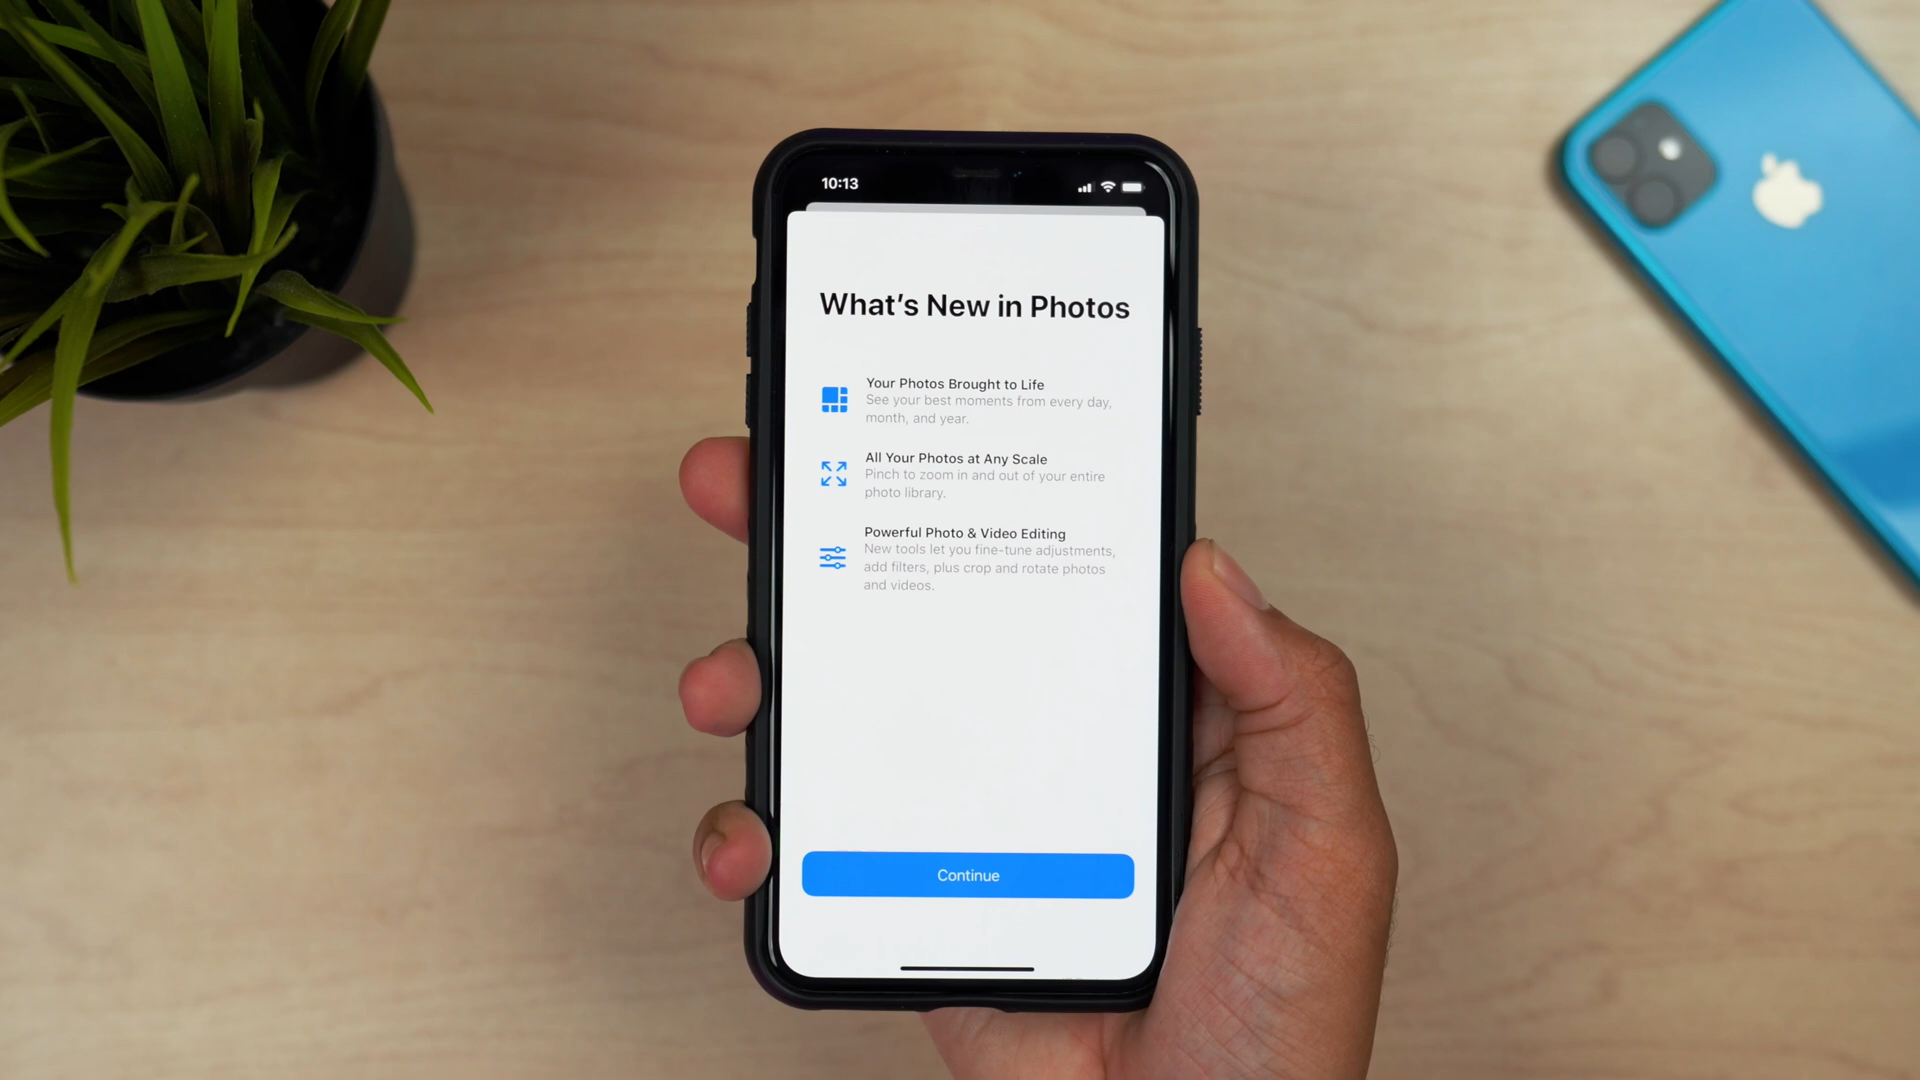 10:13
What's New in Photos
Your Photos Brought to Life
See your best moments from every day,
month, and year.
All Your Photos at Any Scale
Pinch to zoom in and out of your entire
photo library.
Powerful Photo & Video Editing
New tools let you fine-tune adjustments,
add filters, plus crop and rotate photos
and videos.
Continue